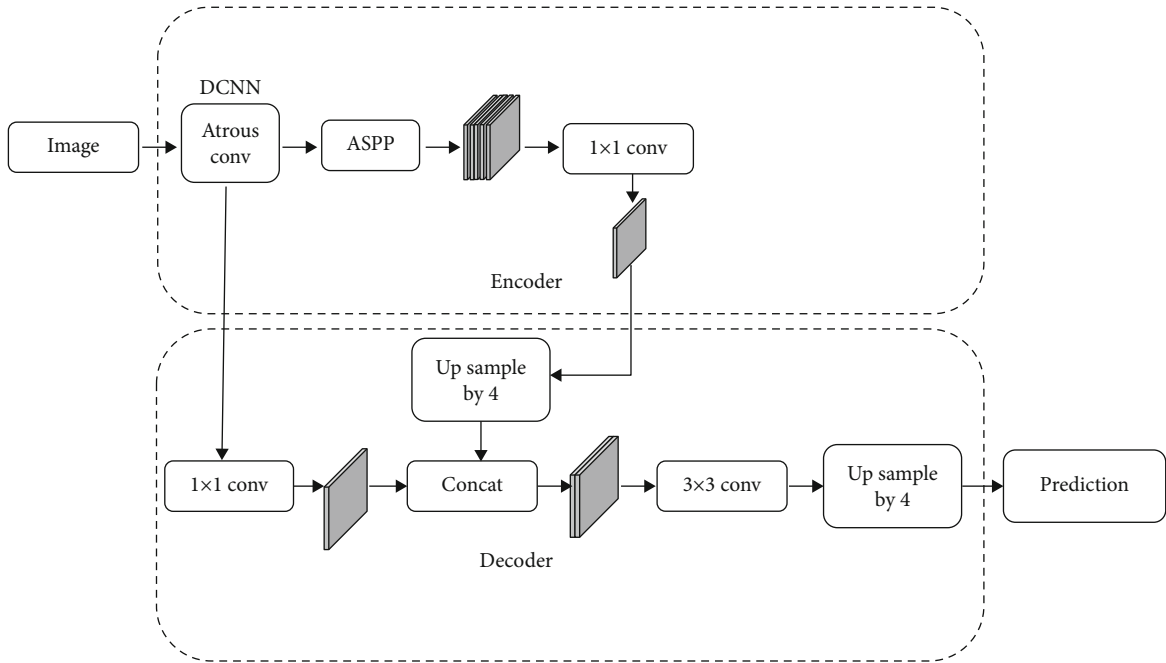 DCNN
Image
Atrous
conv
ASPP
1×1 conv
Encoder
Up sample
by 4
1×1 conv
Concat
3×3 conv
Up sample
by 4
Prediction
Decoder